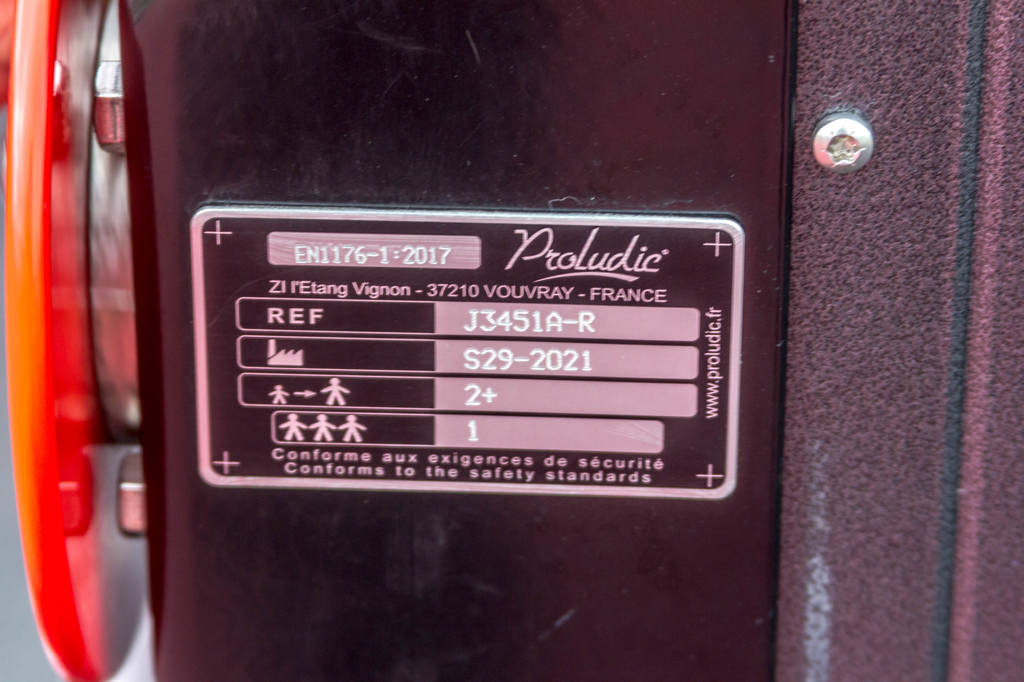 EN1176-1:2017
Proludic
ZI l'Etang Vignon - 37210 VOUVRAY - FRANCE
REF J3451A-R
S29-2021
2+
1
Conforme aux exigences de sécurité
Conforms to the safety standards
www.proludic.fr